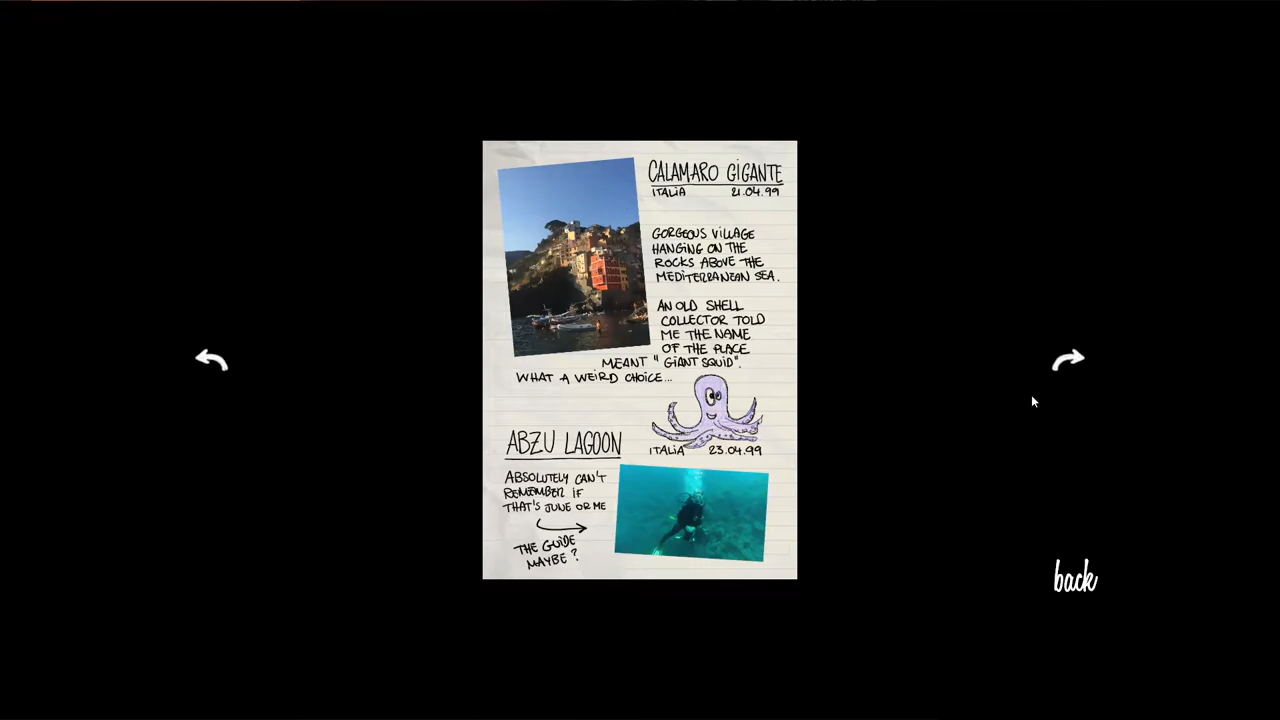 CALAMARO GIGANTE
ITALIA 21.04.99
GORGEOUS VILLAGE
HANGING ON THE
ROCKS ABOVE THE
MEDITERRANEAN SEA.
AN OLD SHELL
COLLECTOR TOLD
ME THE NAME
OF THE PLACE
MEANT "GIANT SQUID".
WHAT A WEIRD CHOICE...
ABZU LAGOON
ITALIA 23.04.99
ABSOLUTELY CAN'T
REMEMBER IF
THAT'S JUNE OR ME
THE GUIDE
MAYBE?
back